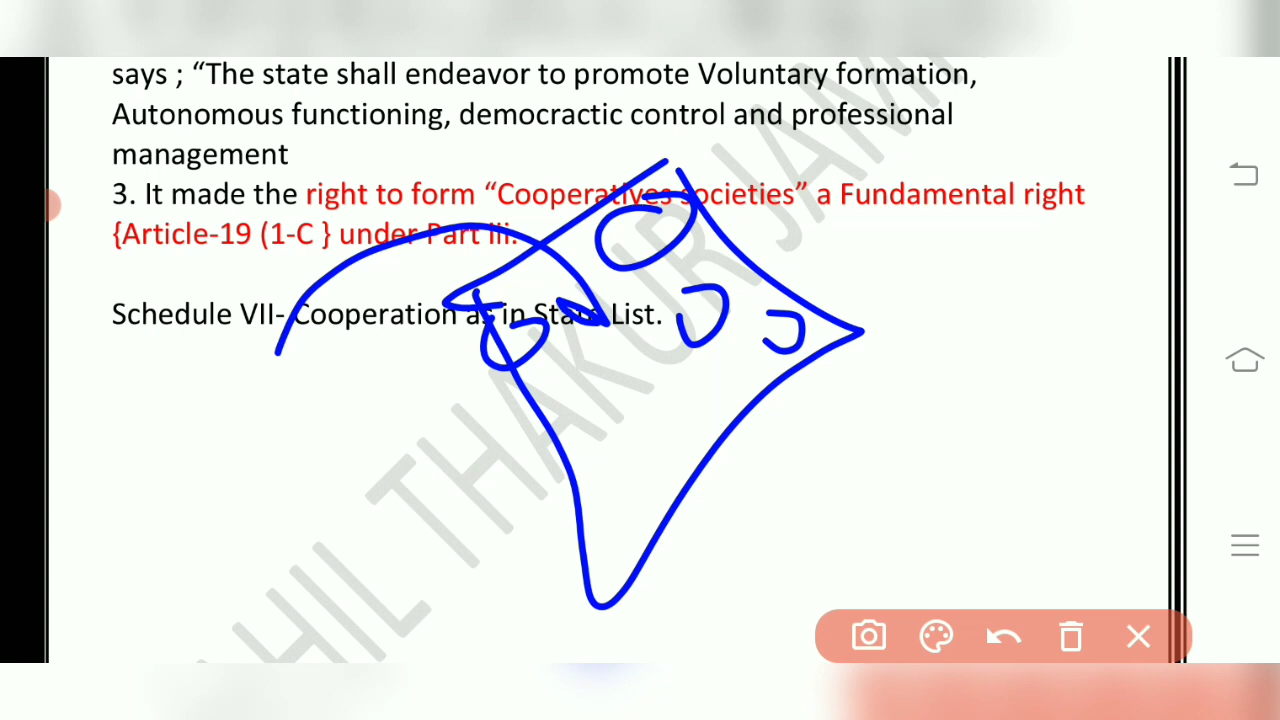 says ; “The state shall endeavor to promote Voluntary formation,
Autonomous functioning, democractic control and professional
management
3. It made the right to form “Cooperatives societies” a Fundamental right
{Article-19 (1-C } under Part iii.
Schedule VII- Cooperation as in State List.
THAKUR